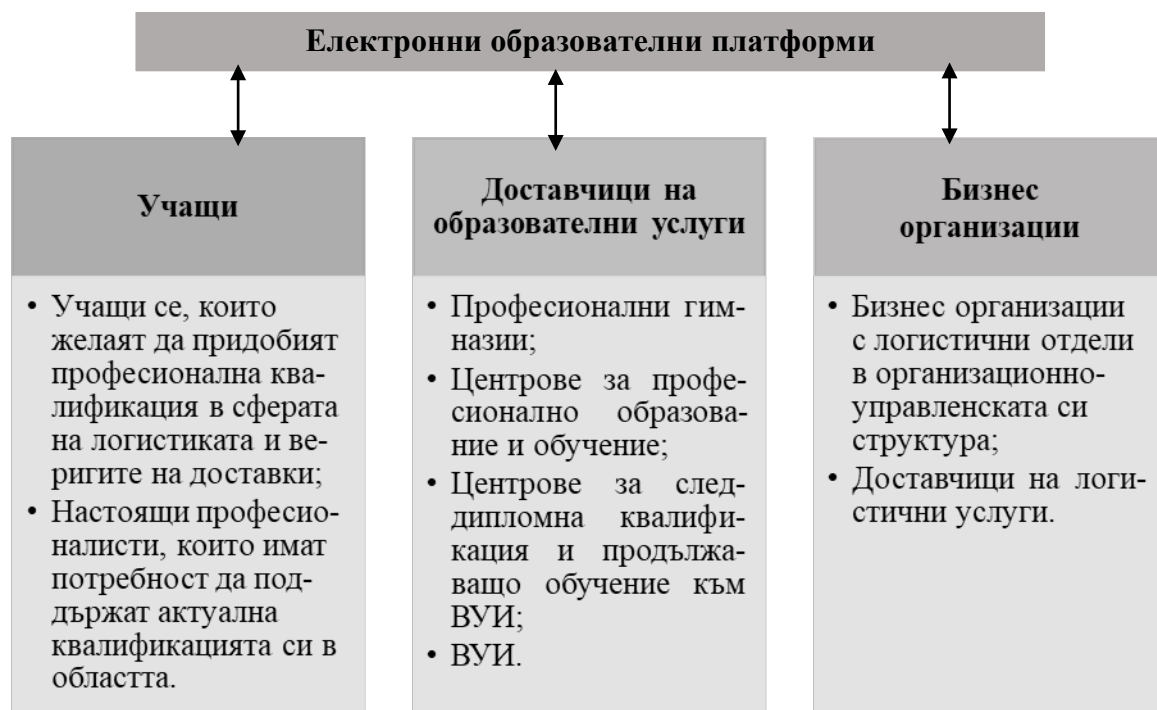 Електронни образователни платформи
Учащи
• Учащи се, които
желаят да придобият
професионална ква-
лификация в сферата
на логистиката и ве-
ригите на доставки;
• Настоящи професио-
налисти, които имат
потребност да под-
държат актуална
квалификацията си в
областта.
Доставчици на
образователни услуги
• Професионални гим-
назии;
• Центрове за профе-
сионално образова-
ние и обучение;
• Центрове за след-
дипломна квалифи-
кация и продължа-
ващо обучение към
ВУИ;
• ВУИ.
Бизнес
организации
• Бизнес организации
с логистични отдели
в организационно-
управленската си
структура;
• Доставчици на логи-
стични услуги.